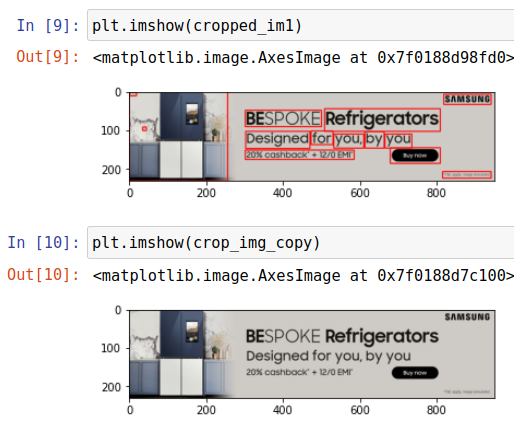 In [9]: plt.imshow(cropped_im1)
Out[9]: <matplotlib.image.AxesImage at 0x7f0188d98fd0>
0
100
200
SAMSUNG
BESPOKE Refrigerators
Designed for you, by you
20% cashback* + 12/0 EMI*
Buy now
0 200 400 600 800
In [10]: plt.imshow(crop_img_copy)
Out[10]: <matplotlib.image.AxesImage at 0x7f0188d7c100>
0
100
200
SAMSUNG
BESPOKE Refrigerators
Designed for you, by you
20% cashback* + 12/0 EMI*
Buy now
0 200 400 600 800